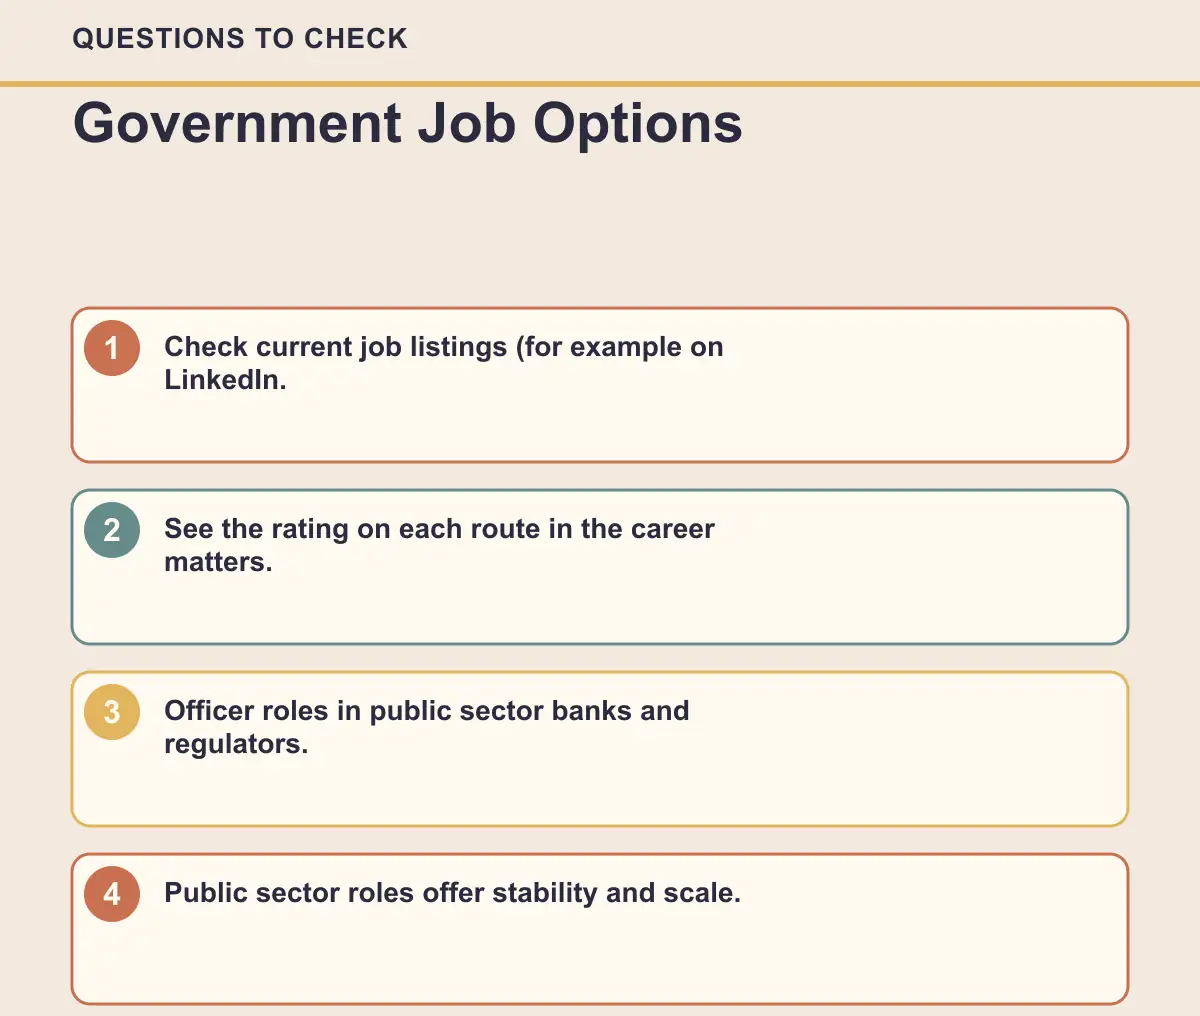 QUESTIONS TO CHECK
Government Job Options
1
Check current job listings (for example on
LinkedIn.
2
See the rating on each route in the career
matters.
3
Officer roles in public sector banks and
regulators.
4
Public sector roles offer stability and scale.